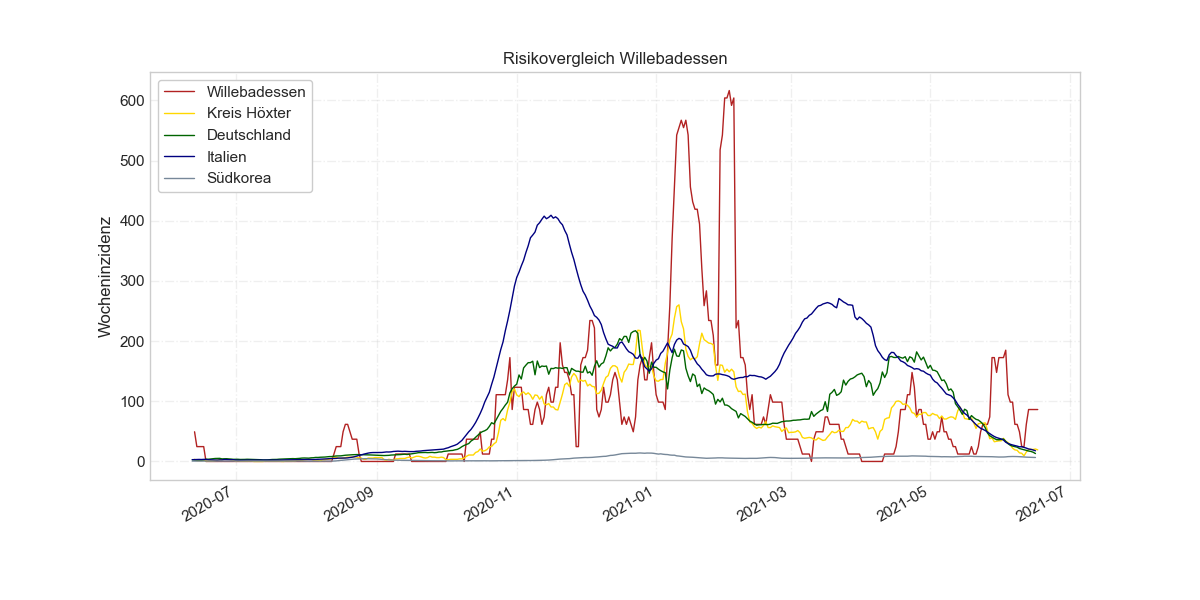 Risikovergleich Willebadessen
Willebadessen
Kreis Höxter
Deutschland
Italien
Südkorea
Wocheninzidenz
600
500
400
300
200
100
0
2020-07
2020-09
2020-11
2021-01
2021-03
2021-05
2021-07